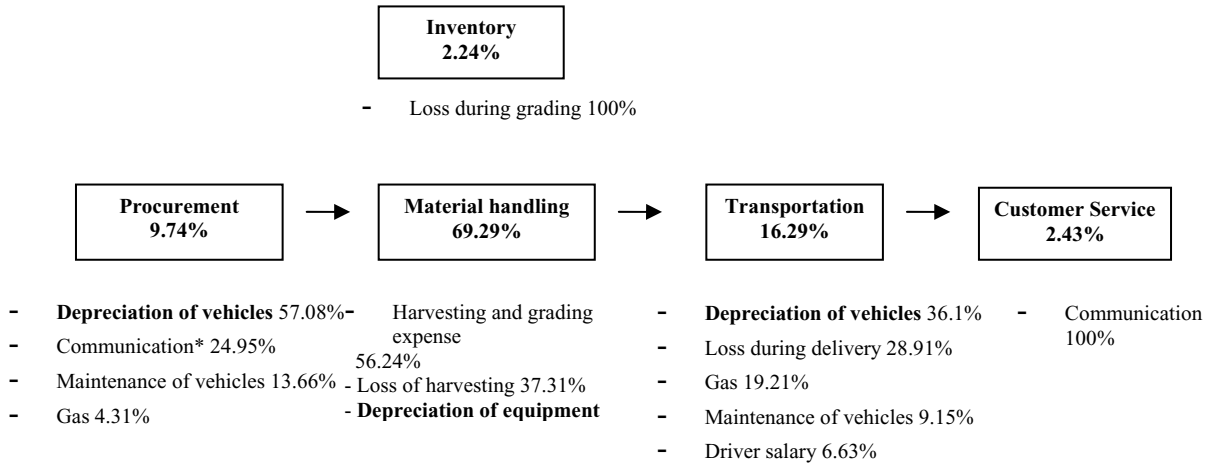 Inventory
2.24%
- Loss during grading 100%
Procurement
9.74%
Material handling
69.29%
Transportation
16.29%
Customer Service
2.43%
- Depreciation of vehicles 57.08%
- Communication* 24.95%
- Maintenance of vehicles 13.66%
- Gas 4.31%
- Harvesting and grading
expense
56.24%
- Loss of harvesting 37.31%
- Depreciation of equipment
- Depreciation of vehicles 36.1%
- Loss during delivery 28.91%
- Gas 19.21%
- Maintenance of vehicles 9.15%
- Driver salary 6.63%
- Communication
100%